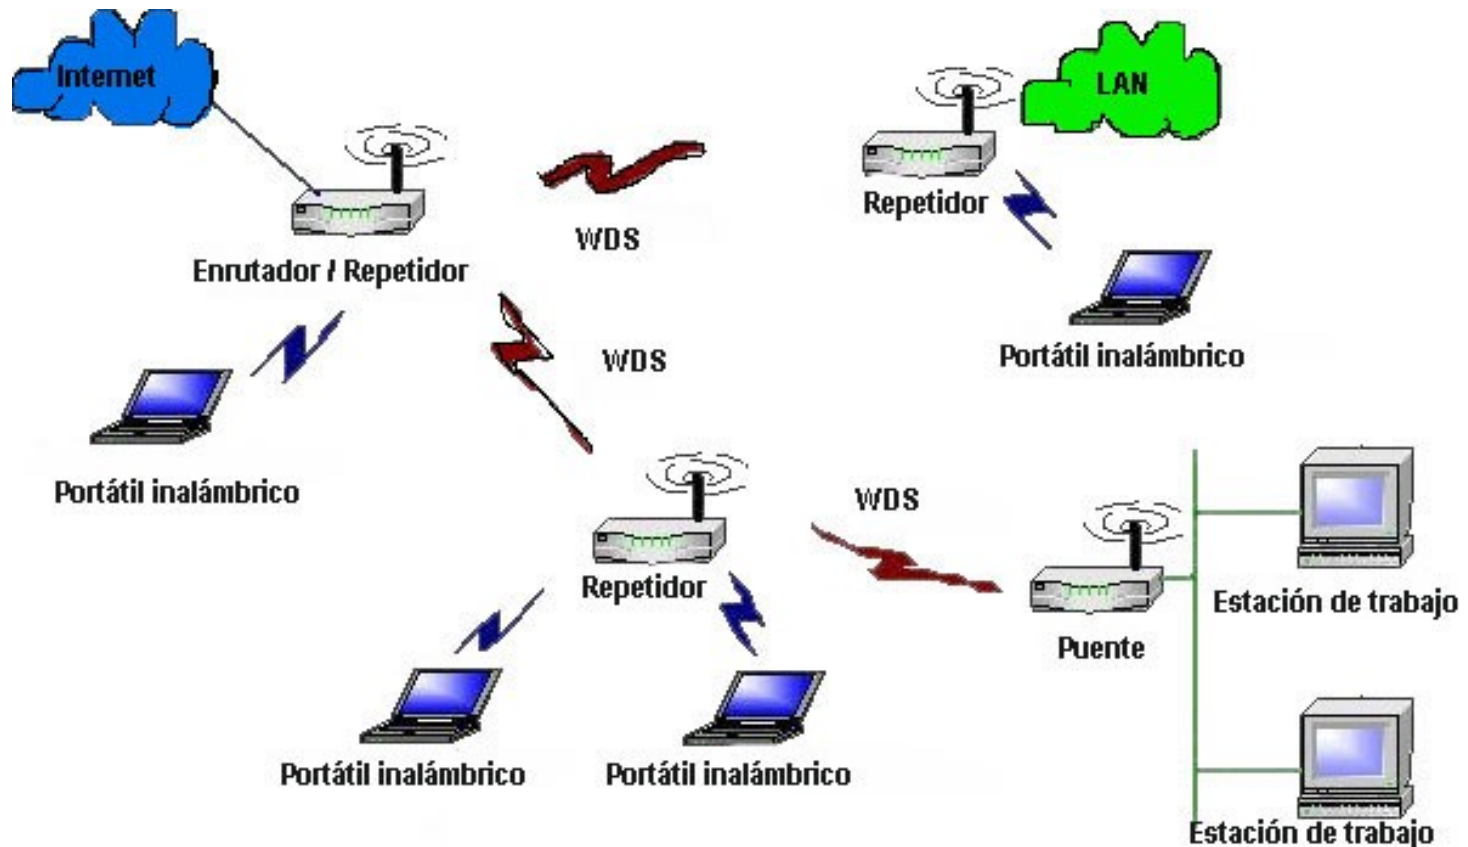 Internet
LAN
Repetidor
WDS
Enrutador / Repetidor
Portátil inalámbrico
WDS
Portátil inalámbrico
WDS
Repetidor
Estación de trabajo
Puente
Portátil inalámbrico
Portátil inalámbrico
Estación de trabajo